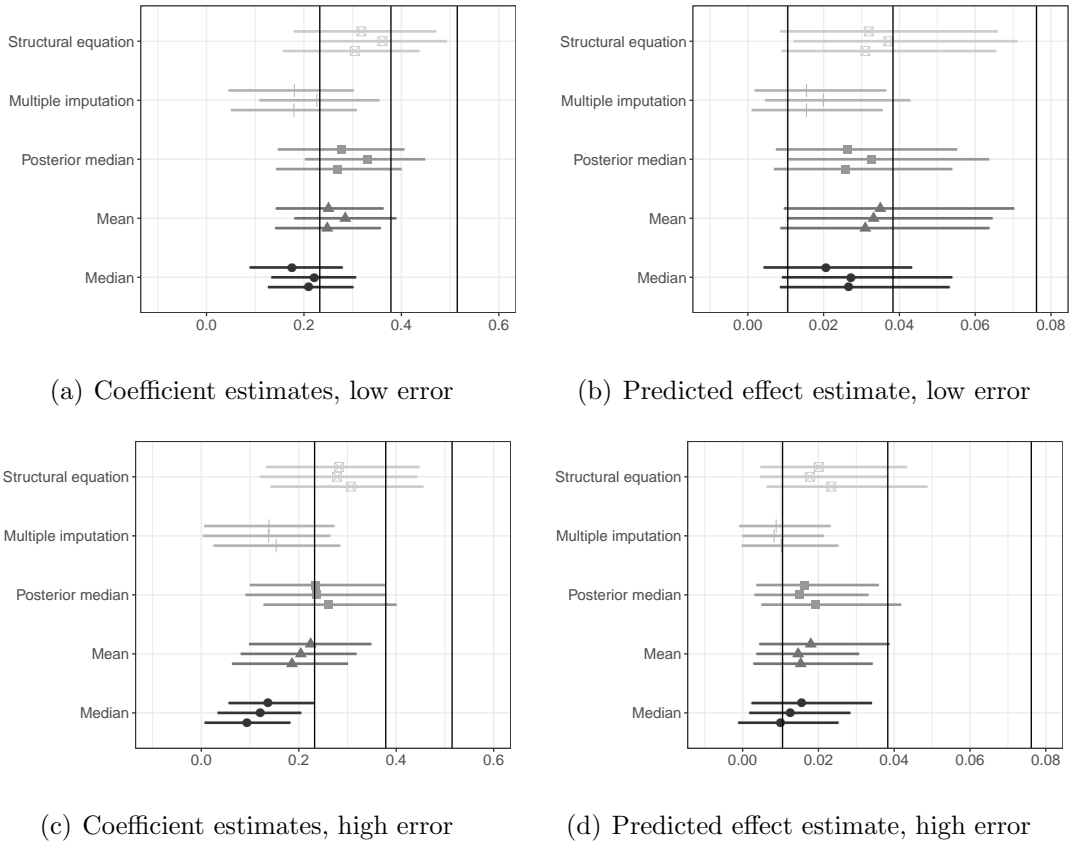 Structural equation
Multiple imputation
Posterior median
Mean
Median
0.0 0.2 0.4 0.6
(a) Coefficient estimates, low error
Structural equation
Multiple imputation
Posterior median
Mean
Median
0.00 0.02 0.04 0.06 0.08
(b) Predicted effect estimate, low error
Structural equation
Multiple imputation
Posterior median
Mean
Median
0.0 0.2 0.4 0.6
(c) Coefficient estimates, high error
Structural equation
Multiple imputation
Posterior median
Mean
Median
0.00 0.02 0.04 0.06 0.08
(d) Predicted effect estimate, high error